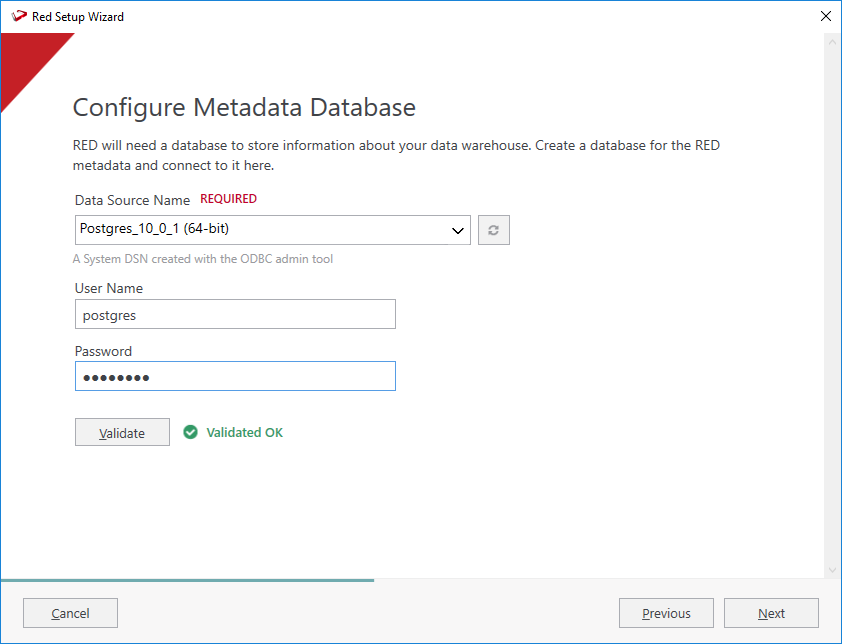 Red Setup Wizard
Configure Metadata Database
RED will need a database to store information about your data warehouse. Create a database for the RED
metadata and connect to it here.
Data Source Name REQUIRED
Postgres_10_0_1 (64-bit)
A System DSN created with the ODBC admin tool
User Name
postgres
Password
●●●●●●●●
Validate Validated OK
Cancel Previous Next